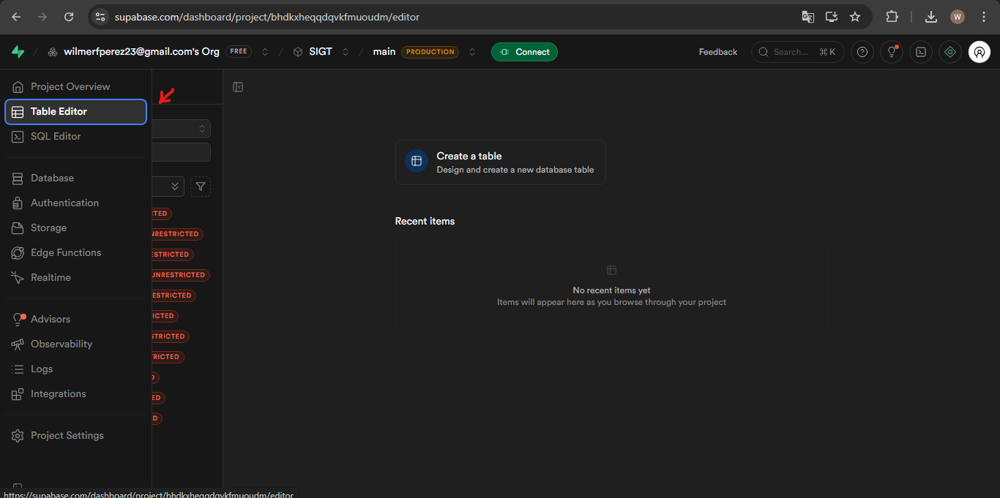 supabase.com/dashboard/project/bhdkxheqqdqvkfmuoudm/editor
W
wilmerfperez23@gmail.com's Org FREE / SIGT / main PRODUCTION Connect
Feedback Search... ⌘ K
Project Overview
Table Editor
SQL Editor
Database
Authentication
Storage
Edge Functions
Realtime
Advisors
Observability
Logs
Integrations
Project Settings
CTED
NRESTRICTED
ESTRICTED
UNRESTRICTED
ESTRICTED
ICTED
STRICTED
RICTED
D
ED
D
Create a table
Design and create a new database table
Recent items
No recent items yet
Items will appear here as you browse through your project
https://supabase.com/dashboard/project/bhdkxheqqdqvkfmuoudm/editor